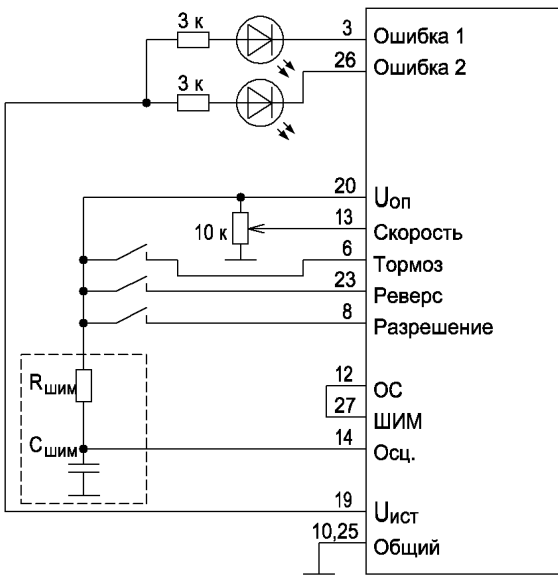 3 к
3
Ошибка 1
26
Ошибка 2
3 к
20
Uоп
13
Скорость
10 к
6
Тормоз
23
Реверс
8
Разрешение
Rшим
12
ОС
27
ШИМ
Cшим
14
Осц.
19
Uист
10,25
Общий